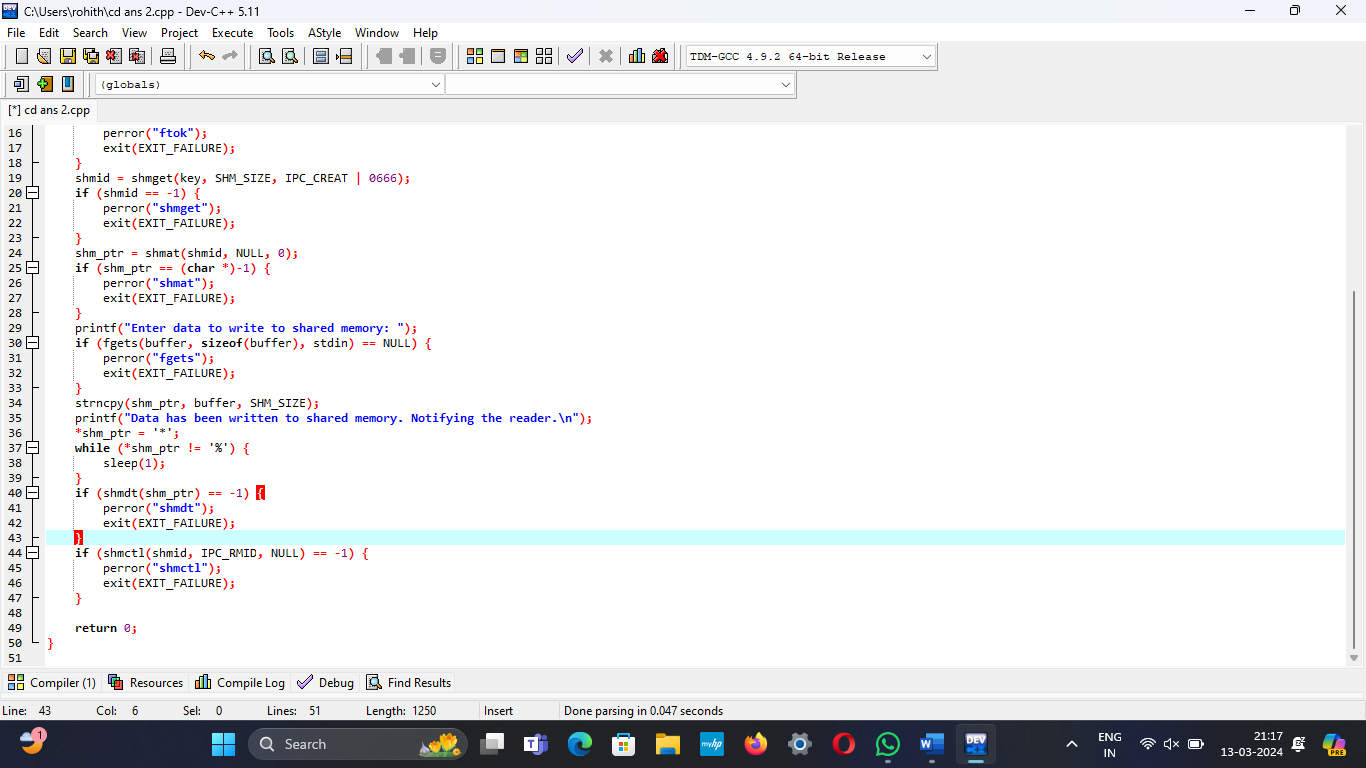 C:\Users\rohith\cd ans 2.cpp - Dev-C++ 5.11
File Edit Search View Project Execute Tools AStyle Window Help
TDM-GCC 4.9.2 64-bit Release
(globals)
[*] cd ans 2.cpp
16 perror("ftok");
17 exit(EXIT_FAILURE);
18 }
19 shmid = shmget(key, SHM_SIZE, IPC_CREAT | 0666);
20 if (shmid == -1) {
21 perror("shmget");
22 exit(EXIT_FAILURE);
23 }
24 shm_ptr = shmat(shmid, NULL, 0);
25 if (shm_ptr == (char *)-1) {
26 perror("shmat");
27 exit(EXIT_FAILURE);
28 }
29 printf("Enter data to write to shared memory: ");
30 if (fgets(buffer, sizeof(buffer), stdin) == NULL) {
31 perror("fgets");
32 exit(EXIT_FAILURE);
33 }
34 strncpy(shm_ptr, buffer, SHM_SIZE);
35 printf("Data has been written to shared memory. Notifying the reader.\n");
36 *shm_ptr = '*';
37 while (*shm_ptr != '%') {
38 sleep(1);
39 }
40 if (shmdt(shm_ptr) == -1) {
41 perror("shmdt");
42 exit(EXIT_FAILURE);
43 }
44 if (shmctl(shmid, IPC_RMID, NULL) == -1) {
45 perror("shmctl");
46 exit(EXIT_FAILURE);
47 }
48
49 return 0;
50 }
51
Compiler (1) Resources Compile Log Debug Find Results
Line: 43 Col: 6 Sel: 0 Lines: 51 Length: 1250 Insert Done parsing in 0.047 seconds
1 Search myhp DEV ENG IN 21:17 13-03-2024 PRE